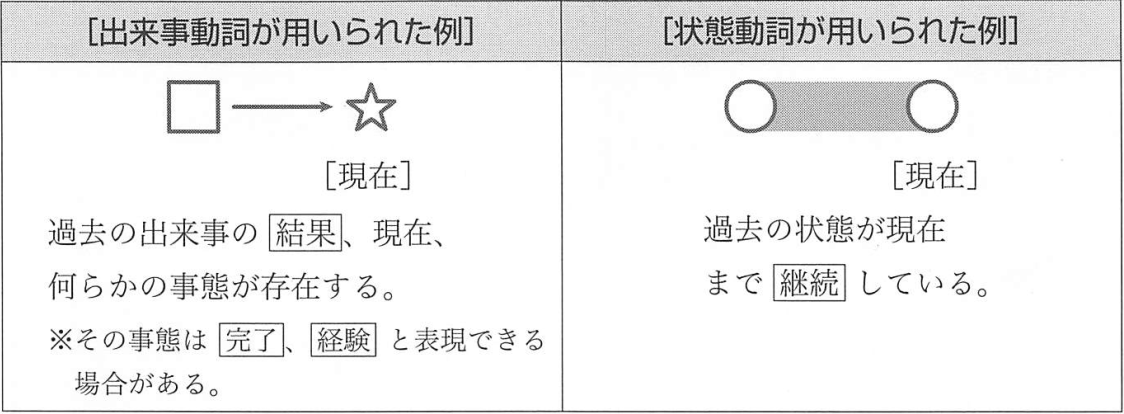 [出来事動詞が用いられた例]
[状態動詞が用いられた例]
[現在]
過去の出来事の 結果、現在、
何らかの事態が存在する。
※その事態は 完了、経験 と表現できる
場合がある。
[現在]
過去の状態が現在
まで 継続 している。